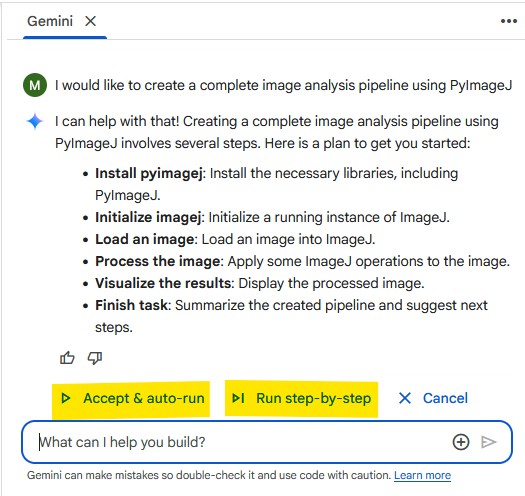 Gemini
M
I would like to create a complete image analysis pipeline using PyImageJ
I can help with that! Creating a complete image analysis pipeline using
PyImageJ involves several steps. Here is a plan to get you started:
• Install pyimagej: Install the necessary libraries, including
PyImageJ.
• Initialize imagej: Initialize a running instance of ImageJ.
• Load an image: Load an image into ImageJ.
• Process the image: Apply some ImageJ operations to the image.
• Visualize the results: Display the processed image.
• Finish task: Summarize the created pipeline and suggest next
steps.
Accept & auto-run Run step-by-step Cancel
What can I help you build?
Gemini can make mistakes so double-check it and use code with caution. Learn more